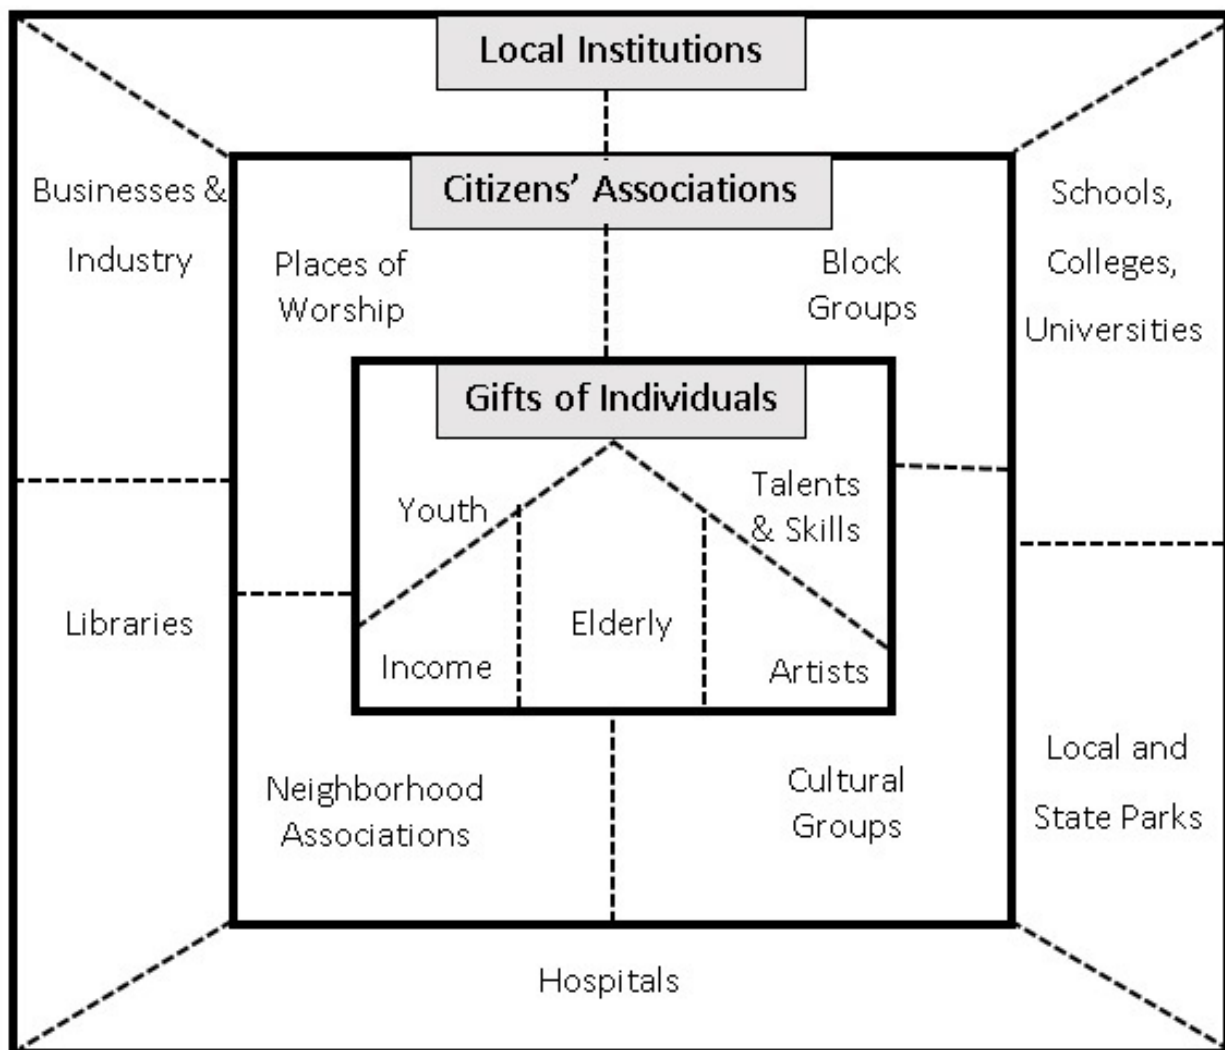 Local Institutions
Citizens' Associations
Businesses &
Industry
Places of
Worship
Block
Groups
Schools,
Colleges,
Universities
Gifts of Individuals
Youth
Talents
& Skills
Income
Elderly
Artists
Libraries
Neighborhood
Associations
Cultural
Groups
Local and
State Parks
Hospitals